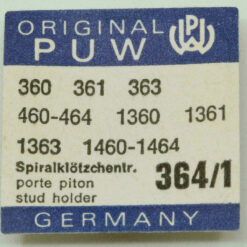 ORIGINAL
PUW PUW
360 361 363
460-464 1360 1361
1363 1460-1464
Spiralklötzchentr. 364/1
porte piton
stud holder
GERMANY